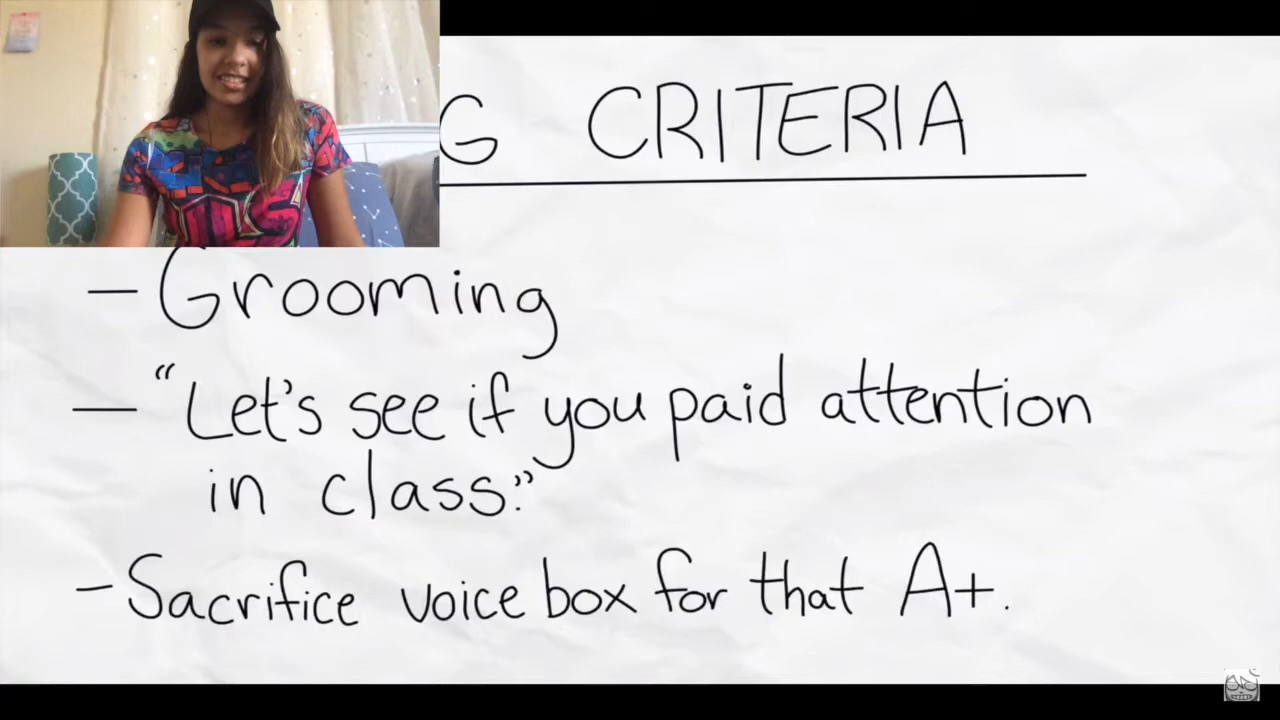 G CRITERIA
- Grooming
- "Let's see if you paid attention
in class."
- Sacrifice voice box for that A+.